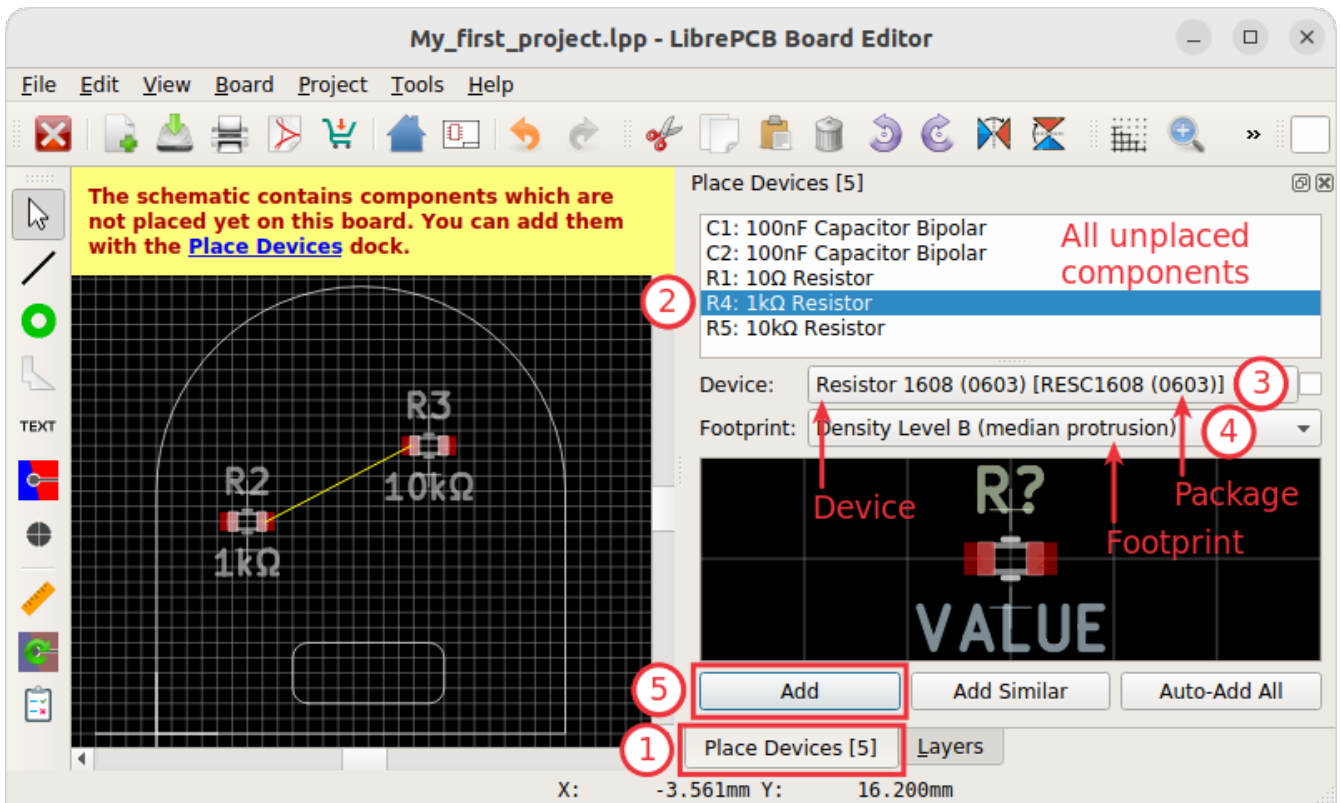 My_first_project.lpp - LibrePCB Board Editor
File Edit View Board Project Tools Help
»
The schematic contains components which are
not placed yet on this board. You can add them
with the Place Devices dock.
TEXT
R3
10kΩ
R2
1kΩ
Place Devices [5]
C1: 100nF Capacitor Bipolar
C2: 100nF Capacitor Bipolar
R1: 10Ω Resistor
R4: 1kΩ Resistor
R5: 10kΩ Resistor
All unplaced
components
2
Device: Resistor 1608 (0603) [RESC1608 (0603)] 3
Footprint: Density Level B (median protrusion) 4
R?
Device
Package
Footprint
VALUE
5 Add Add Similar Auto-Add All
1 Place Devices [5] Layers
X: -3.561mm Y: 16.200mm